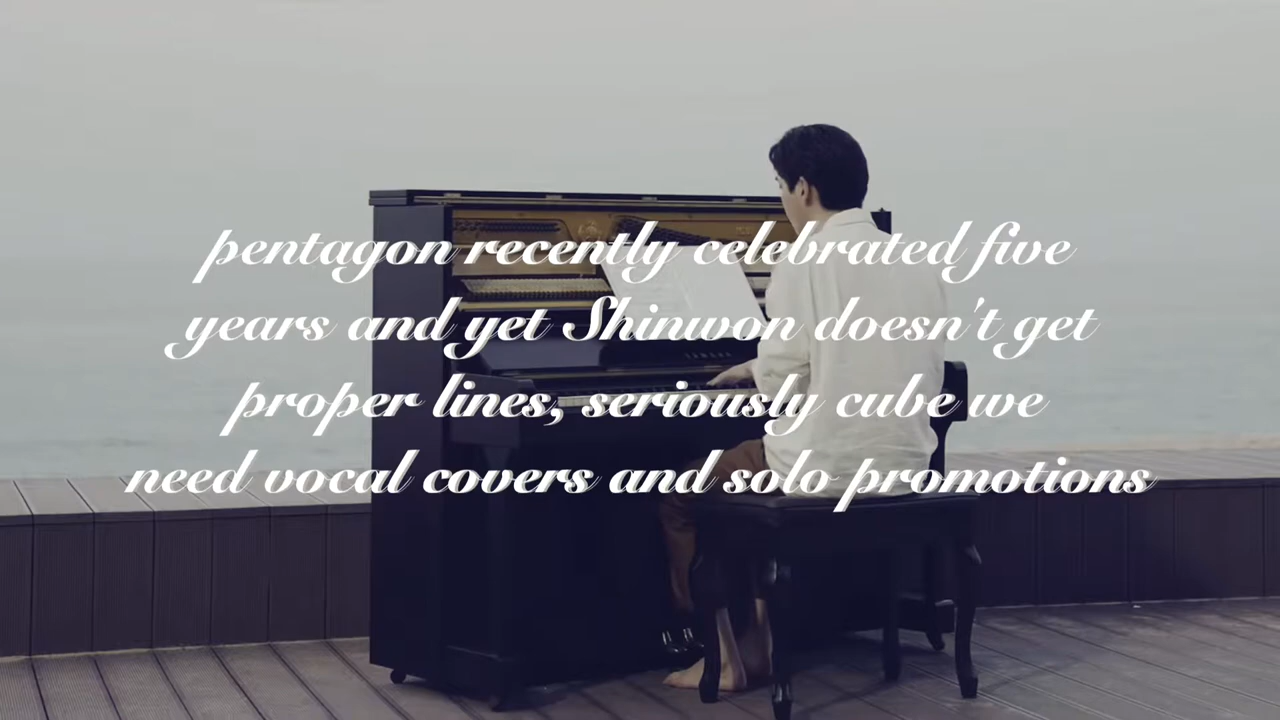 pentagon recently celebrated five
years and yet Shinwon doesn't get
proper lines, seriously cube we
need vocal covers and solo promotions
YAMAHA